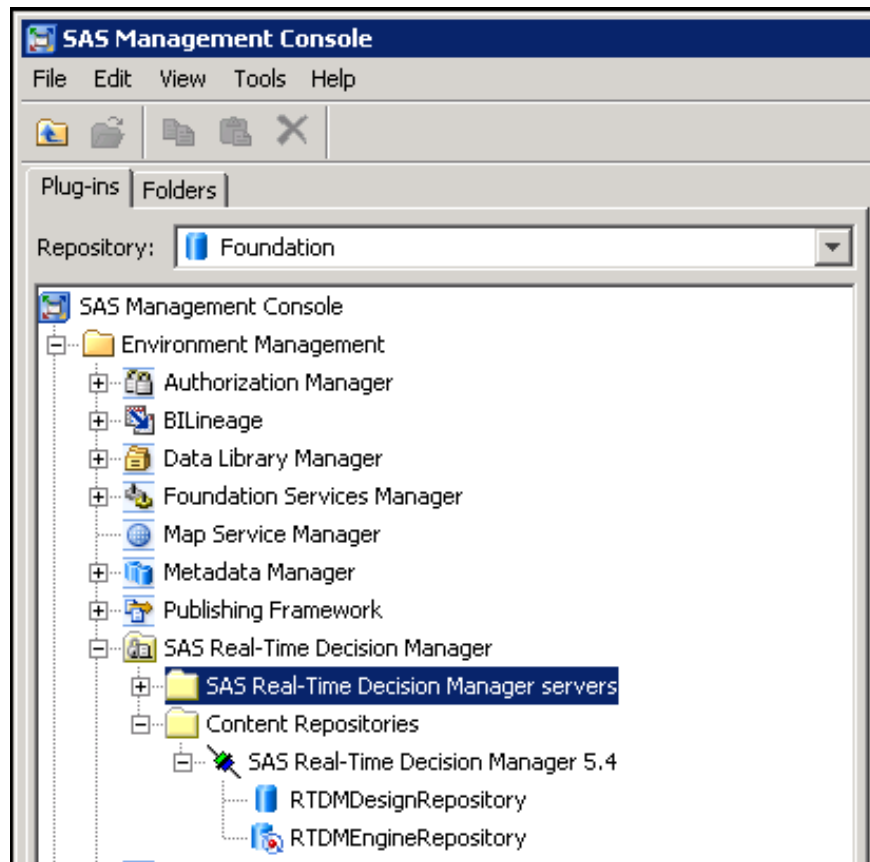 SAS Management Console
File Edit View Tools Help
Plug-ins Folders
Repository: Foundation
SAS Management Console
Environment Management
Authorization Manager
BILineage
Data Library Manager
Foundation Services Manager
Map Service Manager
Metadata Manager
Publishing Framework
SAS Real-Time Decision Manager
SAS Real-Time Decision Manager servers
Content Repositories
SAS Real-Time Decision Manager 5.4
RTDMDesignRepository
RTDMEngineRepository